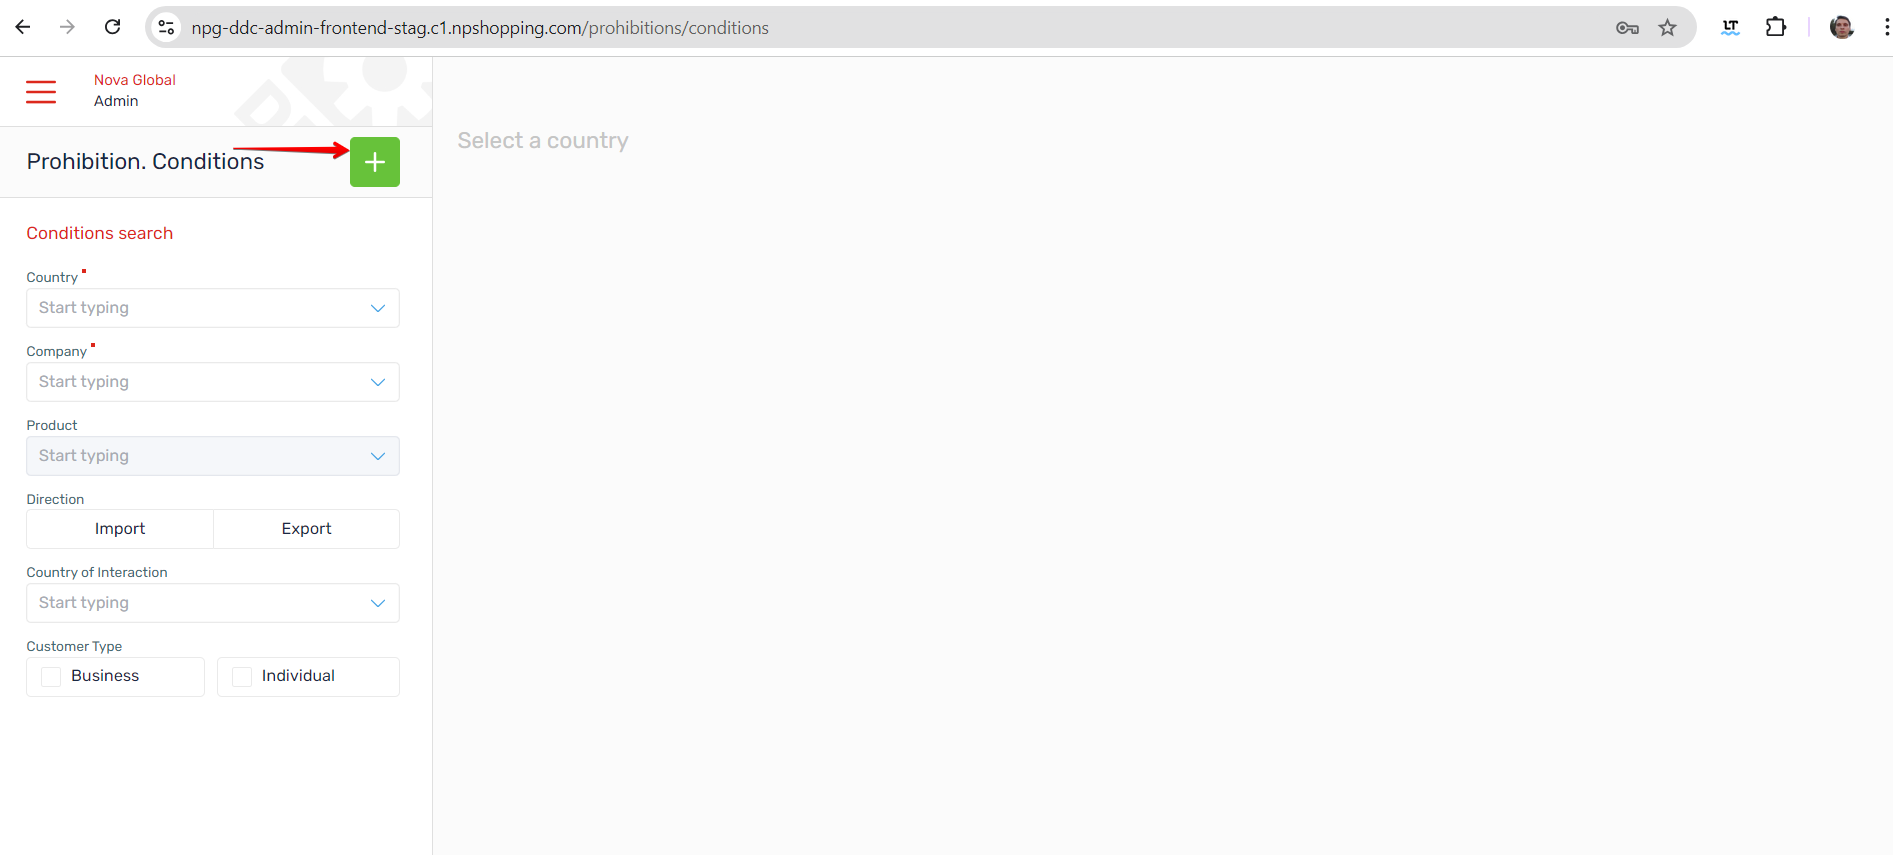 npg-ddc-admin-frontend-stag.c1.npshopping.com/prohibitions/conditions
LT
Nova Global
Admin
Prohibition. Conditions
+
Select a country
Conditions search
Country
Start typing
Company
Start typing
Product
Start typing
Direction
Import Export
Country of Interaction
Start typing
Customer Type
Business Individual